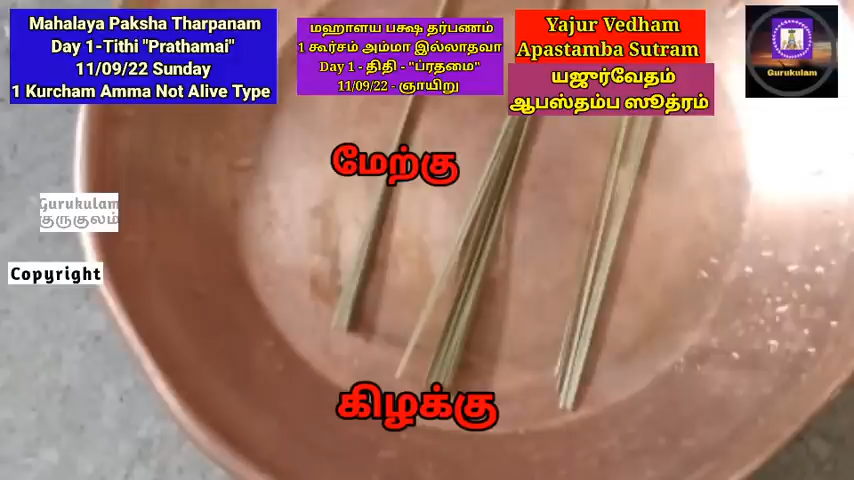 Mahalaya Paksha Tharpanam
Day 1-Tithi "Prathamai"
11/09/22 Sunday
1 Kurcham Amma Not Alive Type
மஹாளய பக்ஷ தர்பணம்
1 கூர்சம் அம்மா இல்லாதவா
Day 1 - திதி - "ப்ரதமை"
11/09/22 - ஞாயிறு
Yajur Vedham
Apastamba Sutram
யஜுர்வேதம்
ஆபஸ்தம்ப ஸூத்ரம்
Gurukulam
மேற்கு
Gurukulam
குருகுலம்
Copyright
கிழக்கு